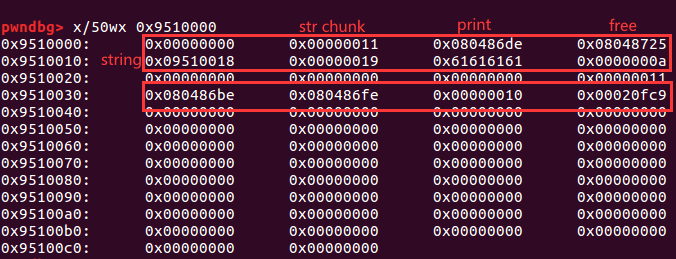 pwndbg> x/50wx 0x9510000 str chunk print free
0x9510000: 0x00000000 0x00000011 0x080486de 0x08048725
0x9510010: string 0x09510018 0x00000019 0x61616161 0x0000000a
0x9510020: 0x00000000 0x00000000 0x00000000 0x00000011
0x9510030: 0x080486be 0x080486fe 0x00000010 0x00020fc9
0x9510040: 0x00000000 0x00000000 0x00000000 0x00000000
0x9510050: 0x00000000 0x00000000 0x00000000 0x00000000
0x9510060: 0x00000000 0x00000000 0x00000000 0x00000000
0x9510070: 0x00000000 0x00000000 0x00000000 0x00000000
0x9510080: 0x00000000 0x00000000 0x00000000 0x00000000
0x9510090: 0x00000000 0x00000000 0x00000000 0x00000000
0x95100a0: 0x00000000 0x00000000 0x00000000 0x00000000
0x95100b0: 0x00000000 0x00000000 0x00000000 0x00000000
0x95100c0: 0x00000000 0x00000000